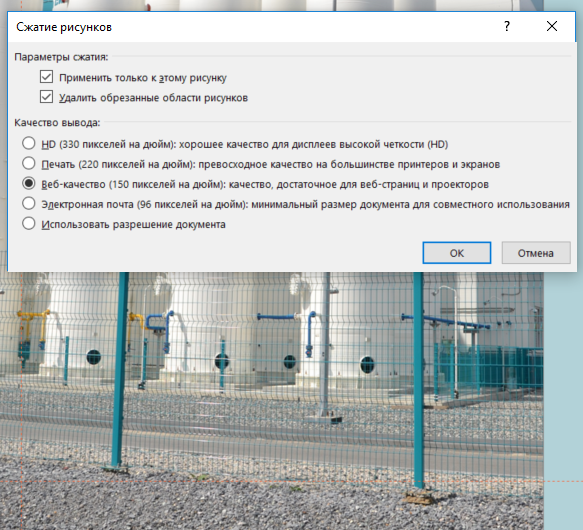 Сжатие рисунков
Параметры сжатия:
Применить только к этому рисунку
Удалить обрезанные области рисунков
Качество вывода:
HD (330 пикселей на дюйм): хорошее качество для дисплеев высокой четкости (HD)
Печать (220 пикселей на дюйм): превосходное качество на большинстве принтеров и экранов
Веб-качество (150 пикселей на дюйм): качество, достаточное для веб-страниц и проекторов
Электронная почта (96 пикселей на дюйм): минимальный размер документа для совместного использования
Использовать разрешение документа
ОК
Отмена